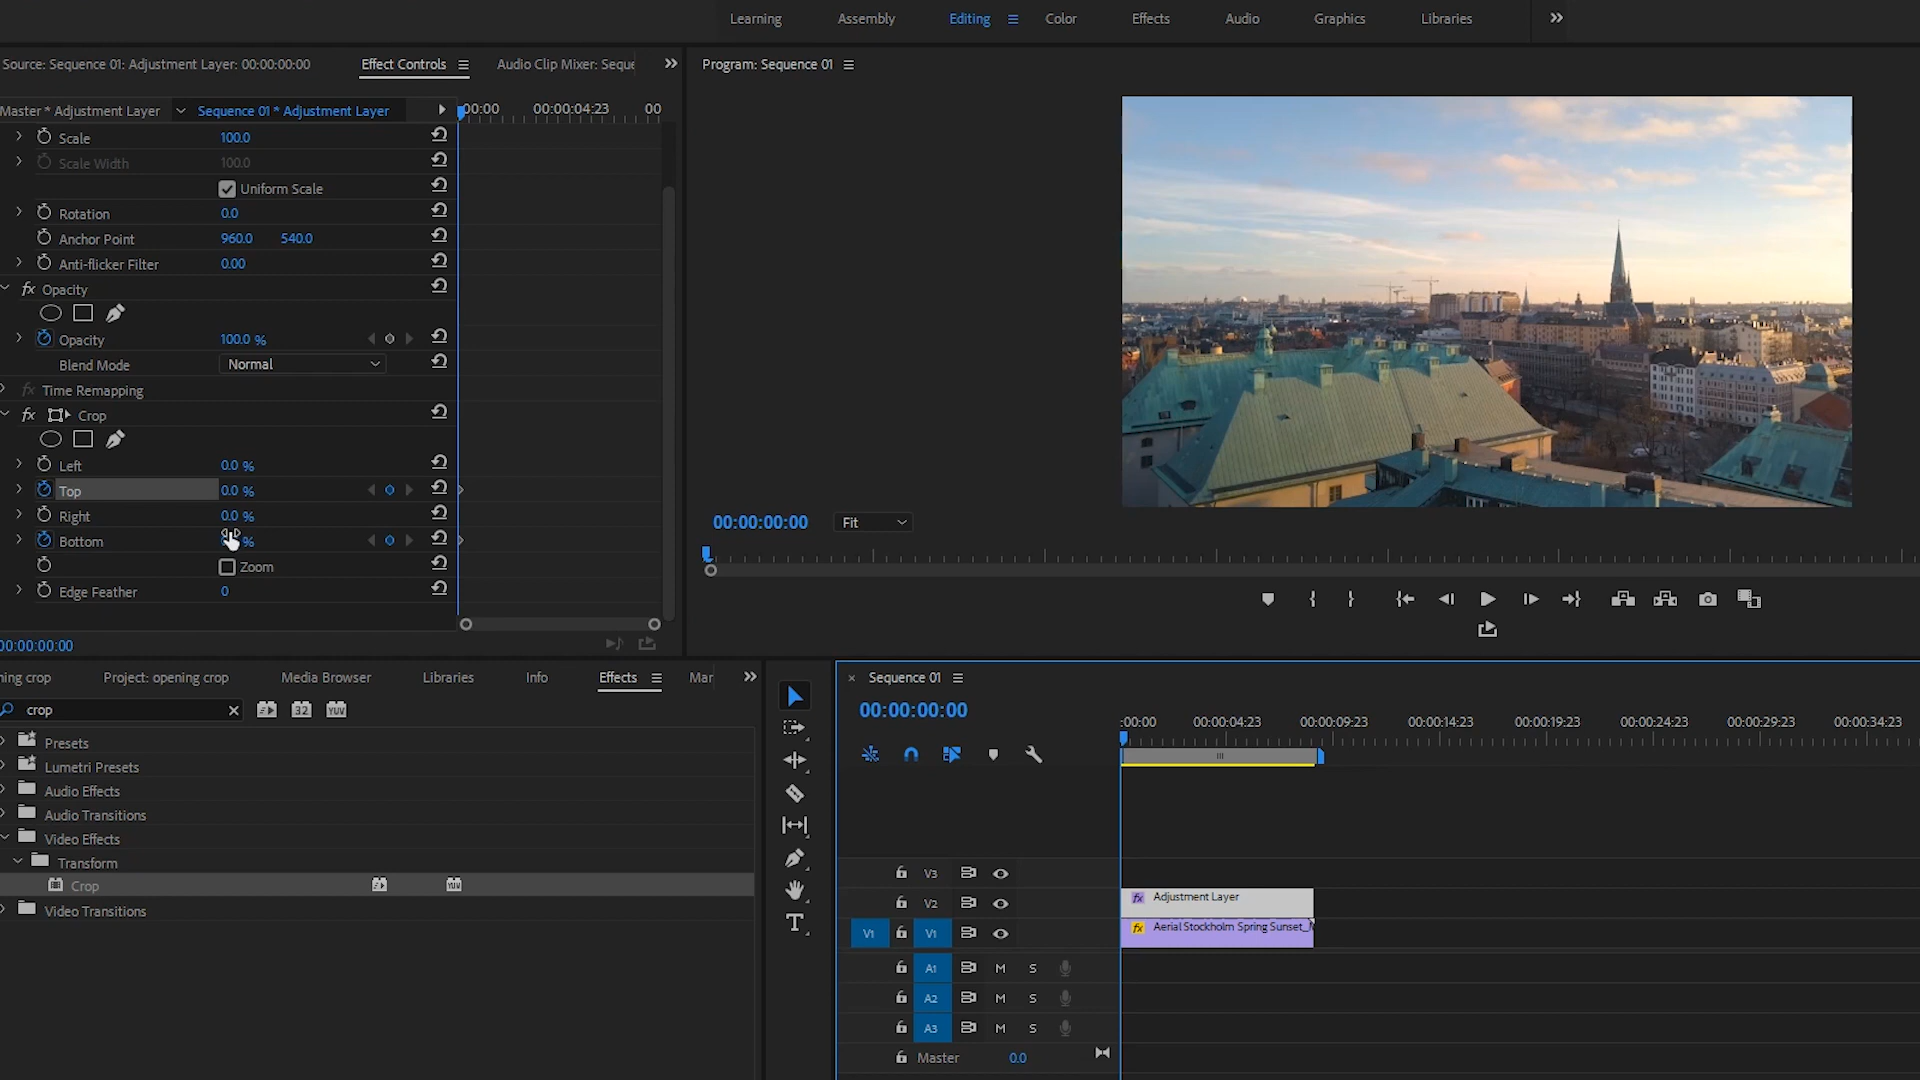 Learning Assembly Editing Color Effects Audio Graphics Libraries
Source: Sequence 01: Adjustment Layer: 00:00:00:00 Effect Controls Audio Clip Mixer: Seque
Program: Sequence 01
Master * Adjustment Layer Sequence 01 * Adjustment Layer :00:00 00:00:04:23 00
Scale 100.0
Scale Width 100.0
Uniform Scale
Rotation 0.0
Anchor Point 960.0 540.0
Anti-flicker Filter 0.00
fx Opacity
Opacity 100.0 %
Blend Mode Normal
fx Time Remapping
fx Crop
Left 0.0 %
Top 0.0 %
Right 0.0 %
Bottom %
Zoom
Edge Feather 0
00:00:00:00
00:00:00:00 Fit
ning crop Project: opening crop Media Browser Libraries Info Effects Mar
crop 32 YUV
Presets
Lumetri Presets
Audio Effects
Audio Transitions
Video Effects
Transform
Crop YUV
Video Transitions
× Sequence 01
00:00:00:00
:00:00 00:00:04:23 00:00:09:23 00:00:14:23 00:00:19:23 00:00:24:23 00:00:29:23 00:00:34:23
V3
V2 fx Adjustment Layer
V1 V1 fx Aerial Stockholm Spring Sunset_
A1 M S
A2 M S
A3 M S
Master 0.0